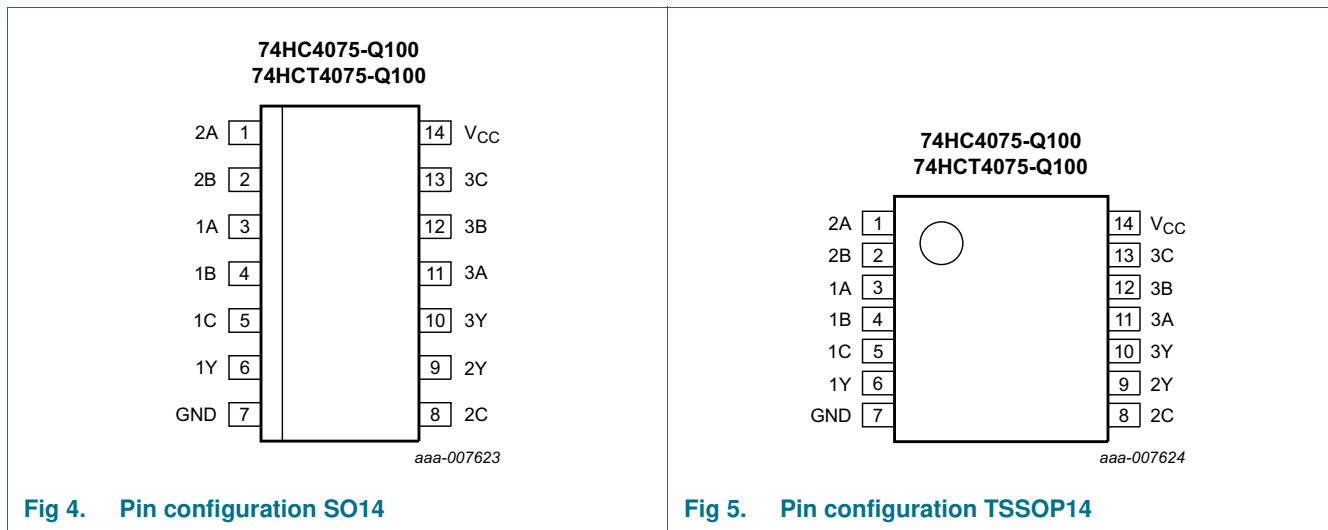 74HC4075-Q100
74HCT4075-Q100
2A 1 14 VCC
2B 2 13 3C
1A 3 12 3B
1B 4 11 3A
1C 5 10 3Y
1Y 6 9 2Y
GND 7 8 2C
aaa-007623
Fig 4. Pin configuration SO14
74HC4075-Q100
74HCT4075-Q100
2A 1 14 VCC
2B 2 13 3C
1A 3 12 3B
1B 4 11 3A
1C 5 10 3Y
1Y 6 9 2Y
GND 7 8 2C
aaa-007624
Fig 5. Pin configuration TSSOP14